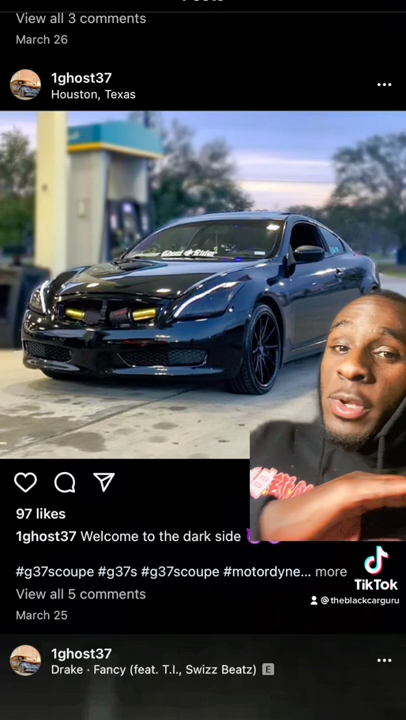 View all 3 comments
March 26
1ghost37
Houston, Texas
97 likes
1ghost37 Welcome to the dark side
#g37scoupe #g37s #g37scoupe #motordyne... more
View all 5 comments
March 25
TikTok
@theblackcarguru
1ghost37
Drake · Fancy (feat. T.I., Swizz Beatz) E